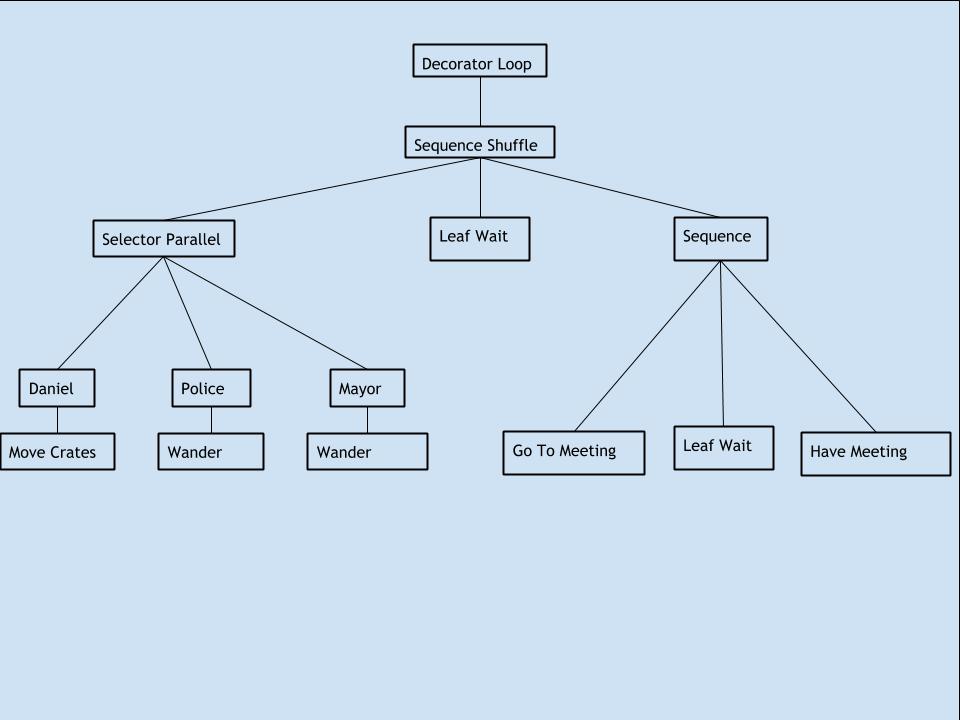 Decorator Loop
Sequence Shuffle
Selector Parallel
Leaf Wait
Sequence
Daniel
Police
Mayor
Move Crates
Wander
Wander
Go To Meeting
Leaf Wait
Have Meeting